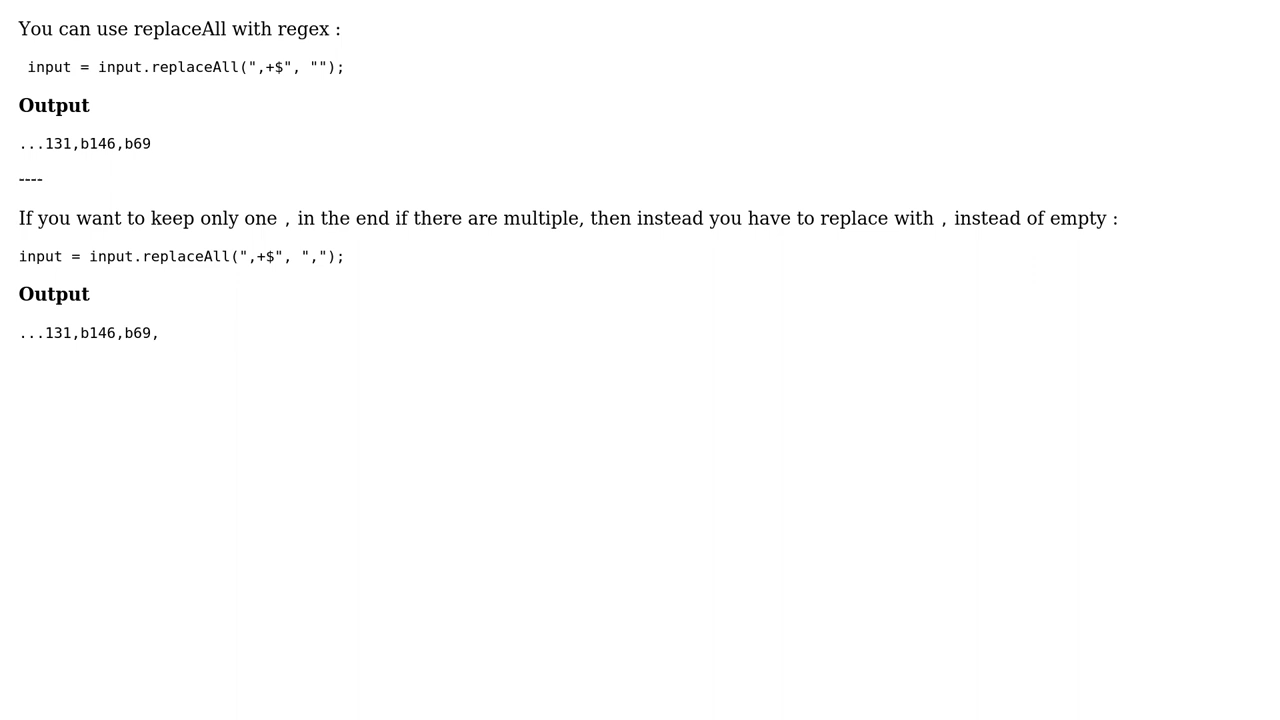 You can use replaceAll with regex :
input = input.replaceAll(",+$", "");
Output
...131,b146,b69
----
If you want to keep only one , in the end if there are multiple, then instead you have to replace with , instead of empty :
input = input.replaceAll(",+$", ",");
Output
...131,b146,b69,